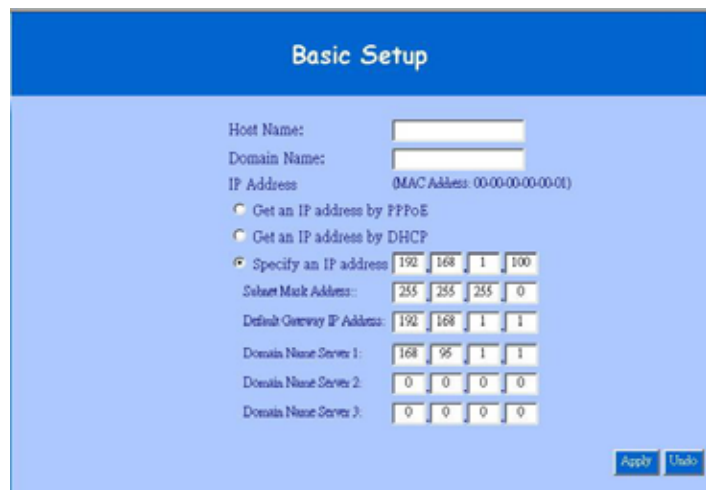 Basic Setup
Host Name:
Domain Name:
IP Address (MAC Address: 00-00-00-00-00-01)
Get an IP address by PPPoE
Get an IP address by DHCP
Specify an IP address 192 . 168 . 1 . 100
Subnet Mask Address:: 255 . 255 . 255 . 0
Default Gateway IP Address: 192 . 168 . 1 . 1
Domain Name Server 1: 168 . 95 . 1 . 1
Domain Name Server 2: 0 . 0 . 0 . 0
Domain Name Server 3: 0 . 0 . 0 . 0
Apply Undo